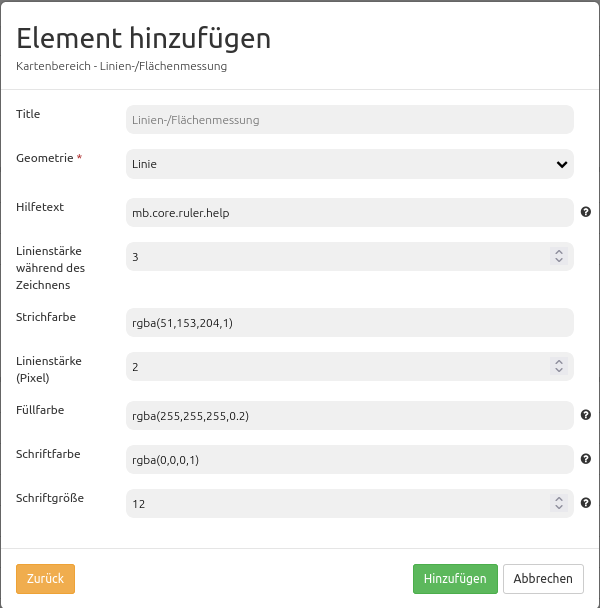 Element hinzufügen
Kartenbereich - Linien-/Flächenmessung
Title
Linien-/Flächenmessung
Geometrie *
Linie
Hilfetext
mb.core.ruler.help
Linienstärke
während des
Zeichnens
3
Strichfarbe
rgba(51,153,204,1)
Linienstärke
(Pixel)
2
Füllfarbe
rgba(255,255,255,0.2)
Schriftfarbe
rgba(0,0,0,1)
Schriftgröße
12
Zurück
Hinzufügen
Abbrechen